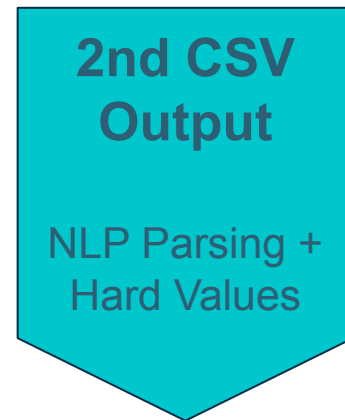 2nd CSV
Output
NLP Parsing +
Hard Values